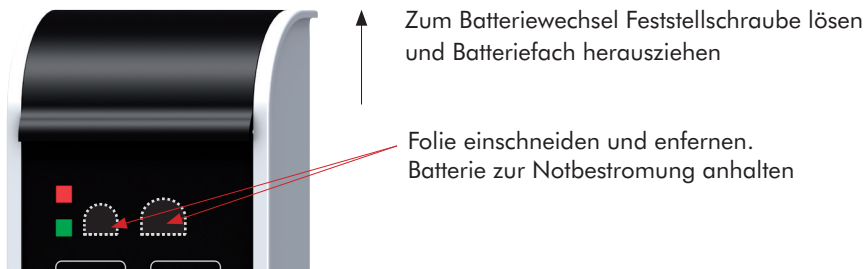 Zum Batteriewechsel Feststellschraube lösen
und Batteriefach herausziehen
Folie einschneiden und enfernen.
Batterie zur Notbestromung anhalten